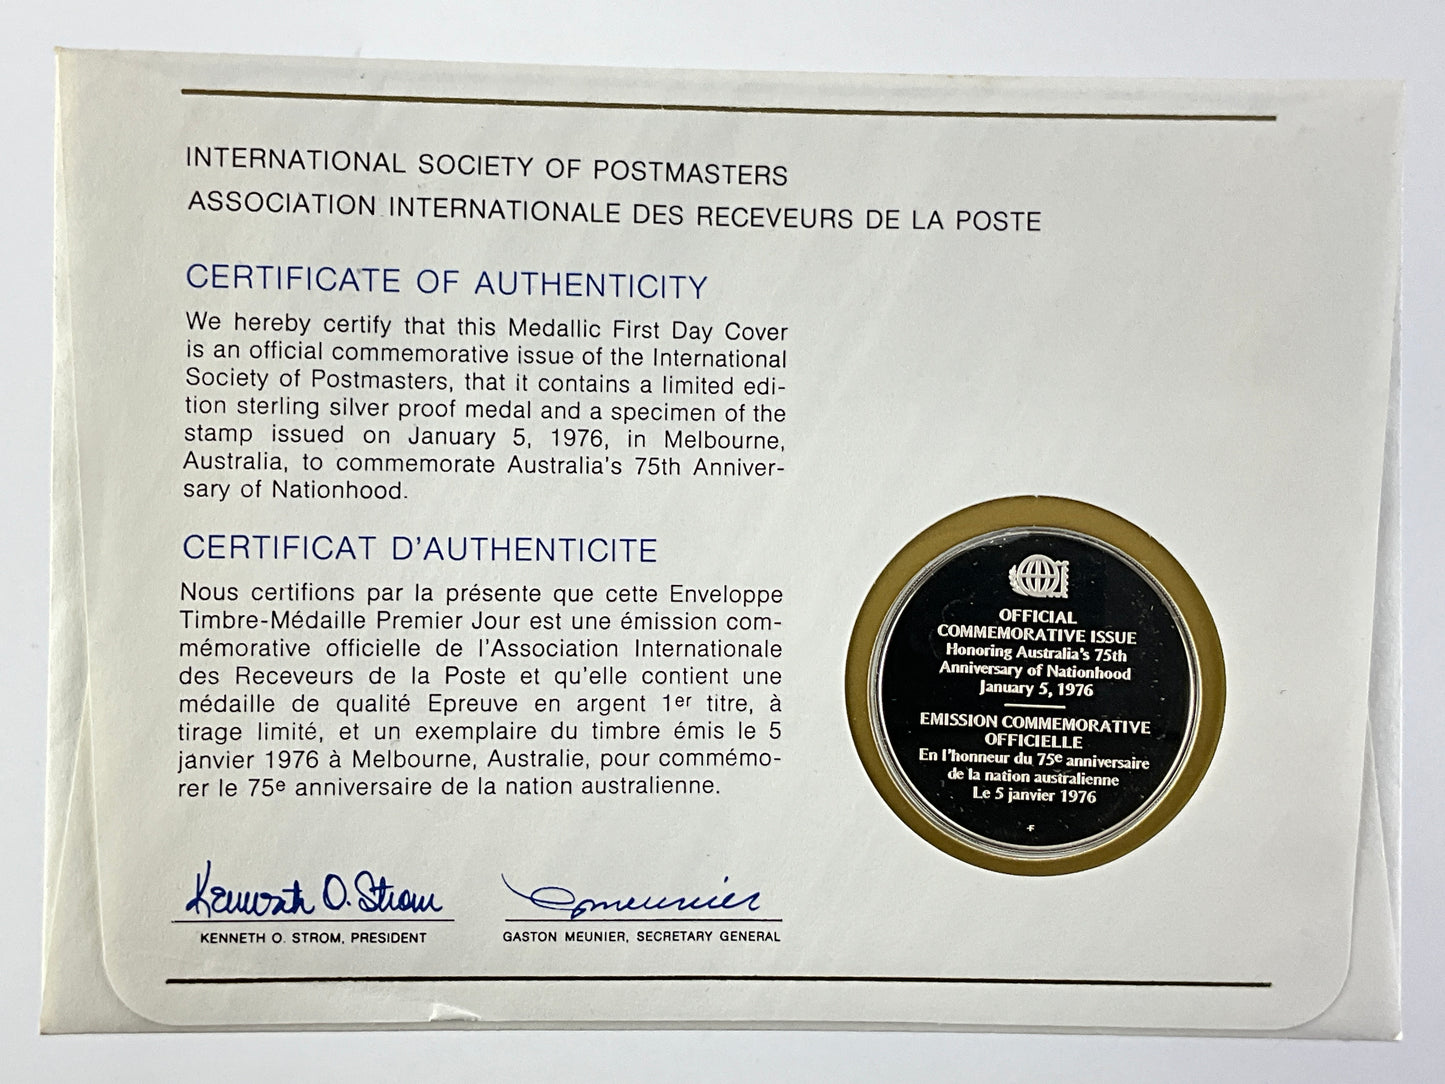 INTERNATIONAL SOCIETY OF POSTMASTERS
ASSOCIATION INTERNATIONALE DES RECEVEURS DE LA POSTE
CERTIFICATE OF AUTHENTICITY
We hereby certify that this Medallic First Day Cover
is an official commemorative issue of the International
Society of Postmasters, that it contains a limited edi-
tion sterling silver proof medal and a specimen of the
stamp issued on January 5, 1976, in Melbourne,
Australia, to commemorate Australia's 75th Anniver-
sary of Nationhood.
CERTIFICAT D'AUTHENTICITE
Nous certifions par la présente que cette Enveloppe
Timbre-Médaille Premier Jour est une émission com-
mémorative officielle de l'Association Internationale
des Receveurs de la Poste et qu'elle contient une
médaille de qualité Epreuve en argent 1er titre, à
tirage limité, et un exemplaire du timbre émis le 5
janvier 1976 à Melbourne, Australie, pour commémo-
rer le 75e anniversaire de la nation australienne.
Kenneth O. Strom
G. Meunier
KENNETH O. STROM, PRESIDENT
GASTON MEUNIER, SECRETARY GENERAL
OFFICIAL
COMMEMORATIVE ISSUE
Honoring Australia's 75th
Anniversary of Nationhood
January 5, 1976
EMISSION COMMEMORATIVE
OFFICIELLE
En l'honneur du 75e anniversaire
de la nation australienne
Le 5 janvier 1976